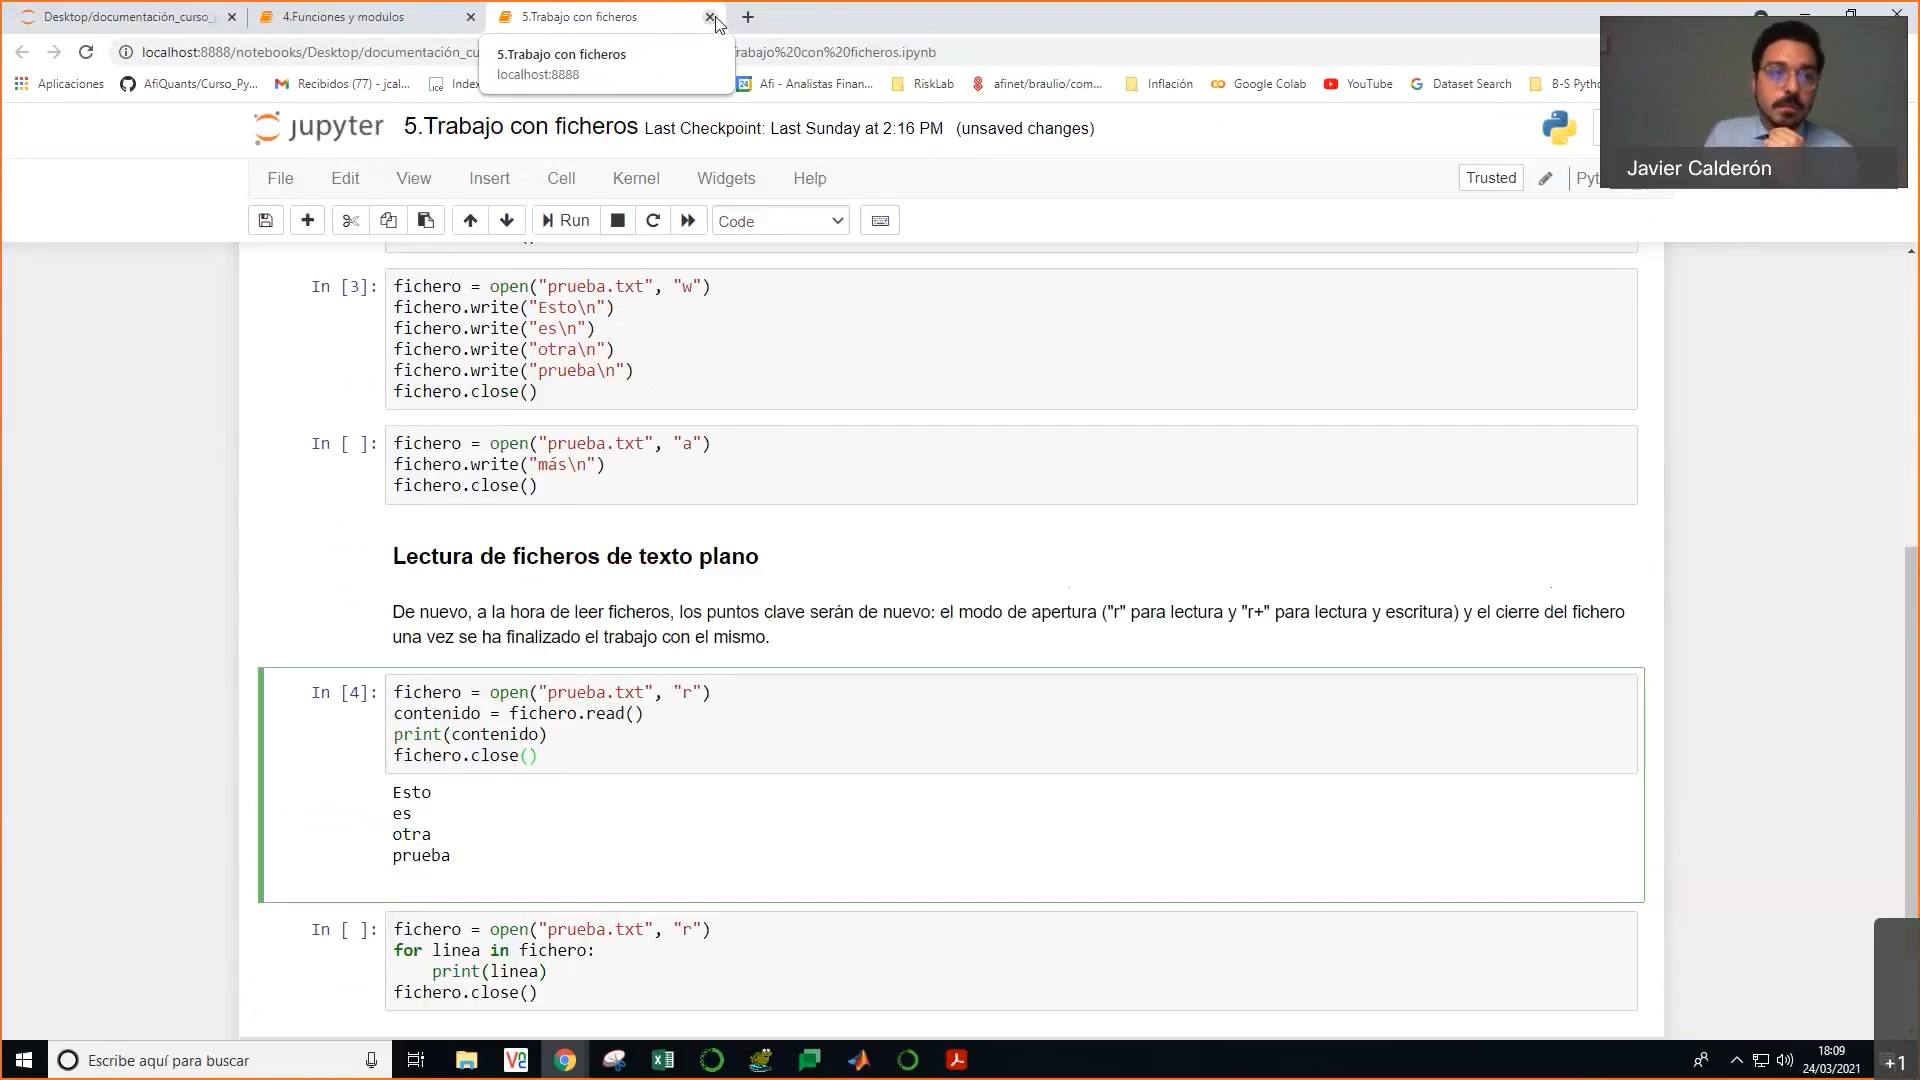 Desktop/documentación_curso_
4.Funciones y modulos
5.Trabajo con ficheros
localhost:8888/notebooks/Desktop/documentación_cu
rabajo%20con%20ficheros.ipynb
5.Trabajo con ficheros
localhost:8888
Aplicaciones
AfiQuants/Curso_Py...
Recibidos (77) - jcal...
Index
Afi - Analistas Finan...
RiskLab
afinet/braulio/com...
Inflación
Google Colab
YouTube
Dataset Search
B-S Pytho
jupyter 5.Trabajo con ficheros Last Checkpoint: Last Sunday at 2:16 PM (unsaved changes)
Javier Calderón
File Edit View Insert Cell Kernel Widgets Help
Trusted
Pyt
Run
Code
In [3]: fichero = open("prueba.txt", "w")
fichero.write("Esto\n")
fichero.write("es\n")
fichero.write("otra\n")
fichero.write("prueba\n")
fichero.close()
In [ ]: fichero = open("prueba.txt", "a")
fichero.write("más\n")
fichero.close()
Lectura de ficheros de texto plano
De nuevo, a la hora de leer ficheros, los puntos clave serán de nuevo: el modo de apertura ("r" para lectura y "r+" para lectura y escritura) y el cierre del fichero
una vez se ha finalizado el trabajo con el mismo.
In [4]: fichero = open("prueba.txt", "r")
contenido = fichero.read()
print(contenido)
fichero.close()
Esto
es
otra
prueba
In [ ]: fichero = open("prueba.txt", "r")
for linea in fichero:
    print(linea)
fichero.close()
Escribe aquí para buscar
18:09
24/03/2021
+1